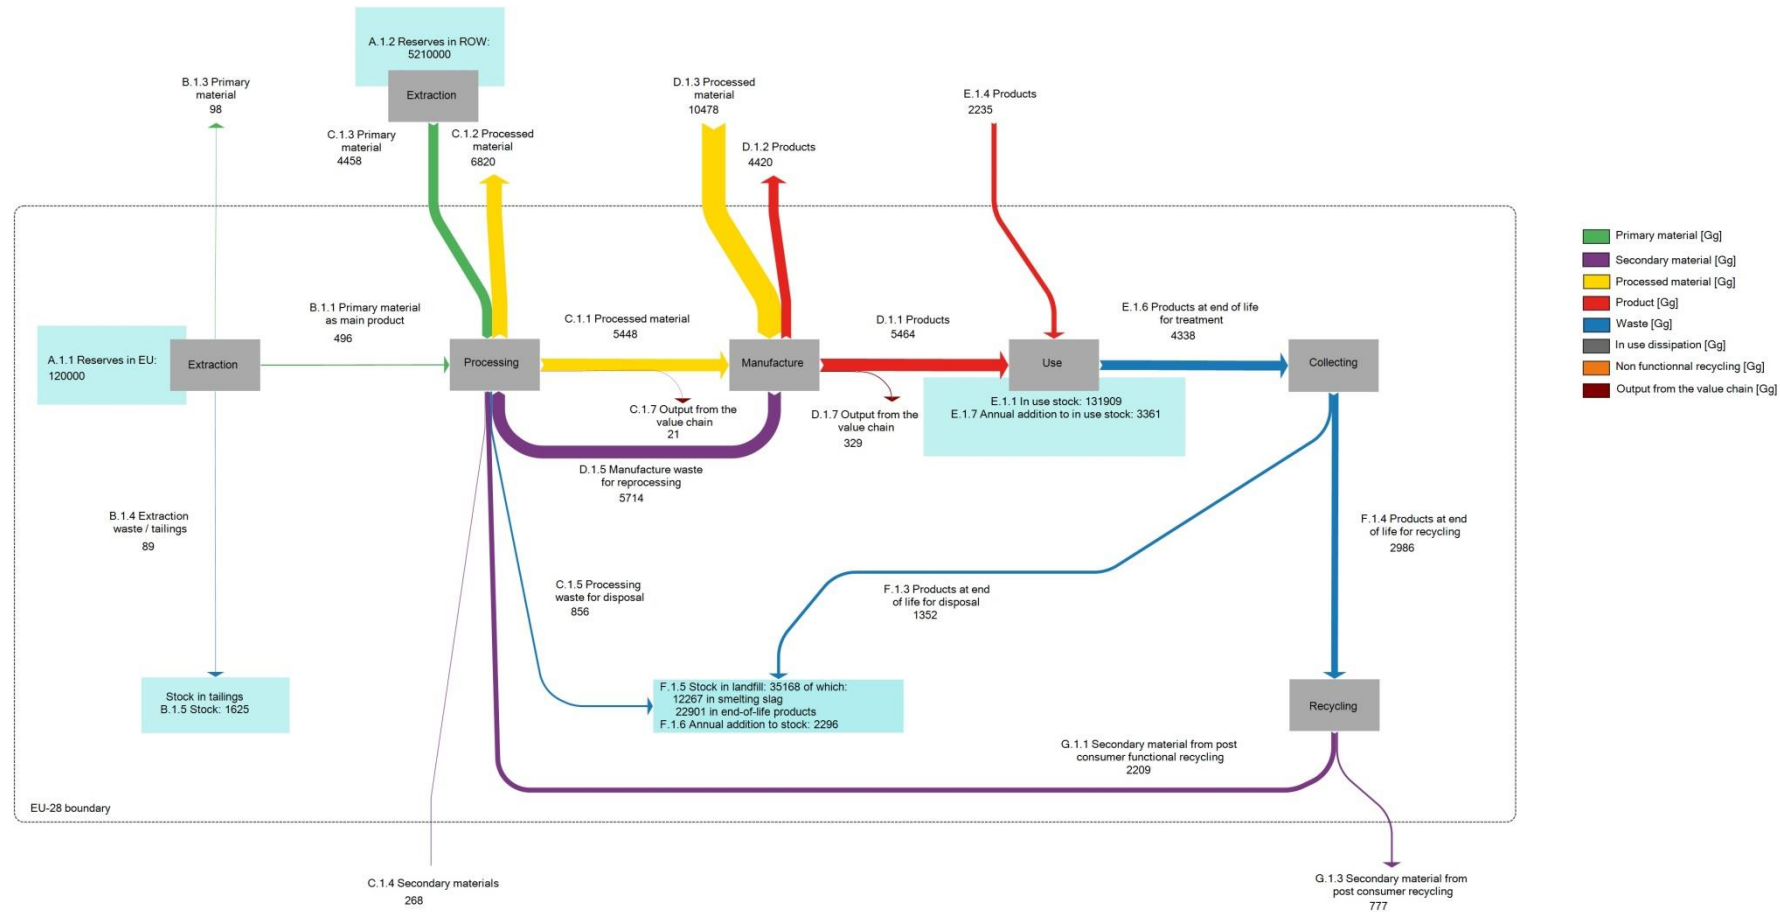 A.1.2 Reserves in ROW:
5210000
Extraction
B.1.3 Primary
material
98
C.1.3 Primary
material
4458
C.1.2 Processed
material
6820
D.1.3 Processed
material
10478
D.1.2 Products
4420
E.1.4 Products
2235
Primary material [Gg]
Secondary material [Gg]
Processed material [Gg]
Product [Gg]
Waste [Gg]
In use dissipation [Gg]
Non functionnal recycling [Gg]
Output from the value chain [Gg]
A.1.1 Reserves in EU:
120000
Extraction
B.1.1 Primary material
as main product
496
Processing
C.1.1 Processed material
5448
Manufacture
D.1.1 Products
5464
Use
E.1.6 Products at end of life
for treatment
4338
Collecting
C.1.7 Output from the
value chain
21
D.1.7 Output from the
value chain
329
E.1.1 In use stock: 131909
E.1.7 Annual addition to in use stock: 3361
D.1.5 Manufacture waste
for reprocessing
5714
B.1.4 Extraction
waste / tailings
89
C.1.5 Processing
waste for disposal
856
F.1.3 Products at end
of life for disposal
1352
F.1.4 Products at end
of life for recycling
2986
Stock in tailings
B.1.5 Stock: 1625
F.1.5 Stock in landfill: 35168 of which:
12267 in smelting slag
22901 in end-of-life products
F.1.6 Annual addition to stock: 2296
Recycling
G.1.1 Secondary material from post
consumer functional recycling
2209
EU-28 boundary
C.1.4 Secondary materials
268
G.1.3 Secondary material from
post consumer recycling
777